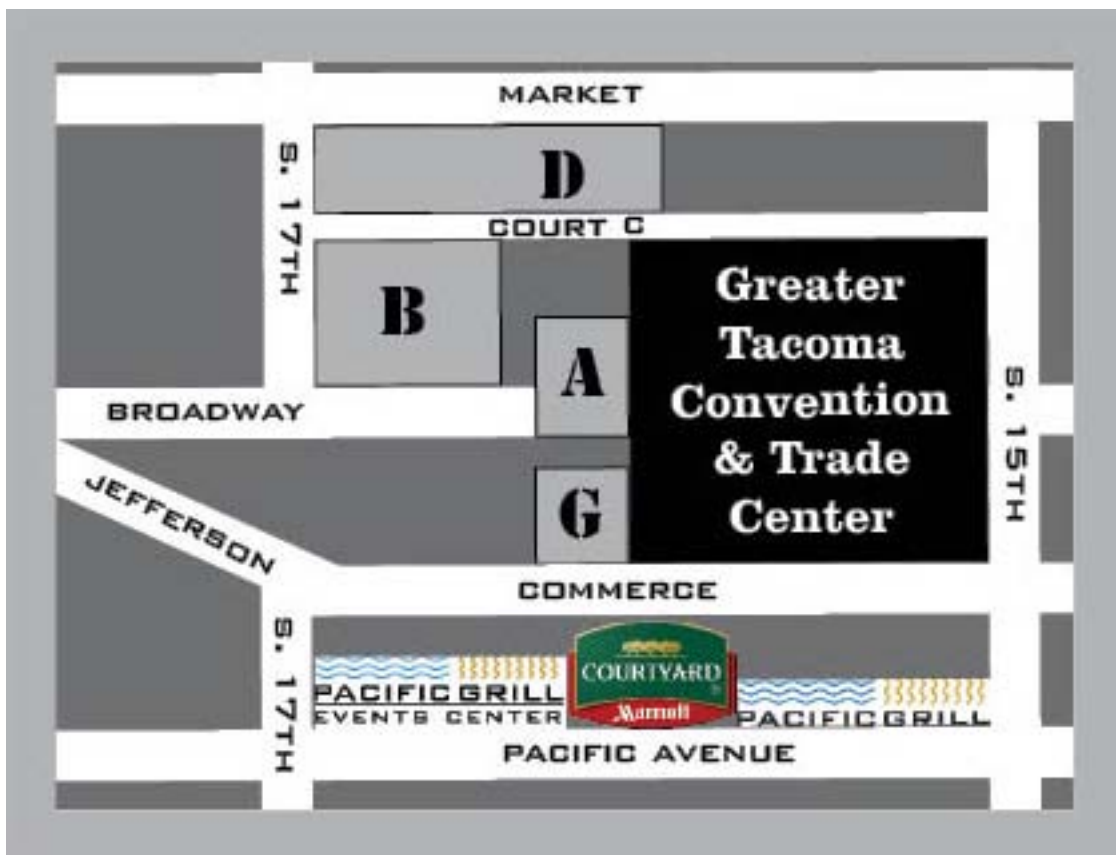 MARKET
S. 17TH
D
COURT C
B
A
Greater
Tacoma
Convention
& Trade
Center
S. 15TH
BROADWAY
JEFFERSON
G
COMMERCE
S. 17TH
PACIFIC GRILL
EVENTS CENTER
COURTYARD
Marriott
PACIFIC GRILL
PACIFIC AVENUE